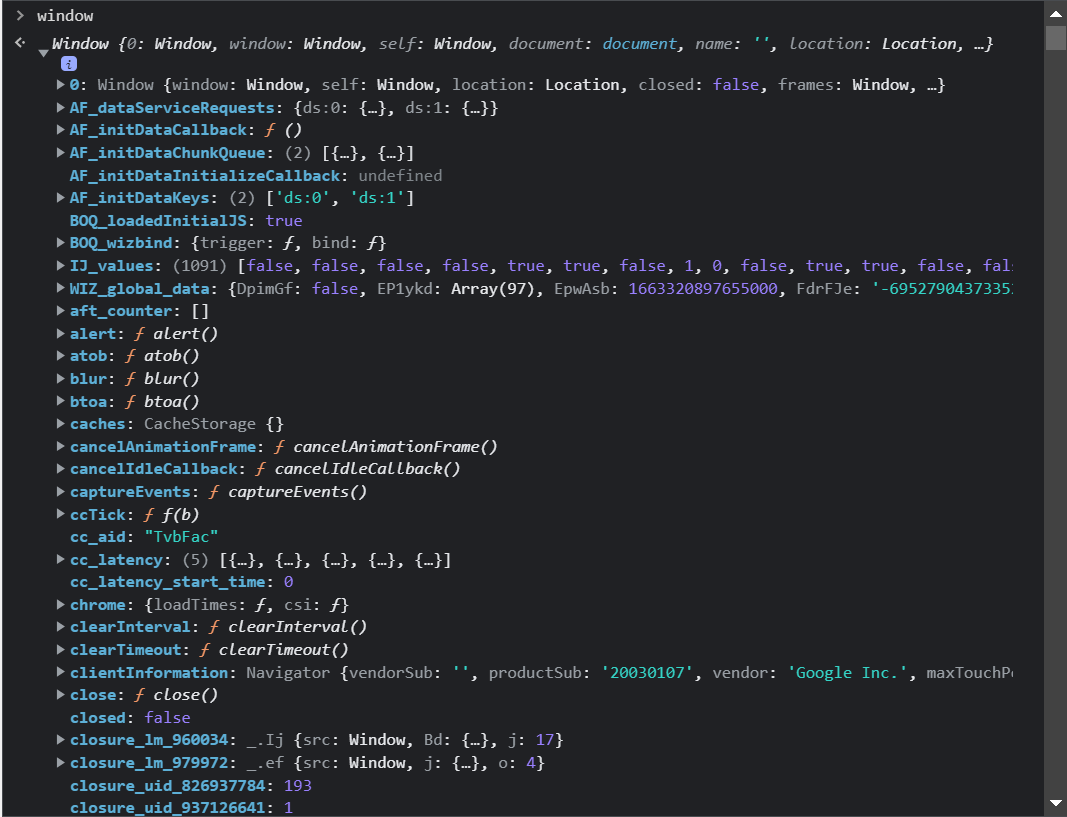 > window
Window {0: Window, window: Window, self: Window, document: document, name: '', location: Location, …}
i
0: Window {window: Window, self: Window, location: Location, closed: false, frames: Window, …}
AF_dataServiceRequests: {ds:0: {…}, ds:1: {…}}
AF_initDataCallback: ƒ ()
AF_initDataChunkQueue: (2) [{…}, {…}]
AF_initDataInitializeCallback: undefined
AF_initDataKeys: (2) ['ds:0', 'ds:1']
BOQ_loadedInitialJS: true
BOQ_wizbind: {trigger: ƒ, bind: ƒ}
IJ_values: (1091) [false, false, false, false, true, true, false, 1, 0, false, true, true, false, fals
WIZ_global_data: {DpimGf: false, EP1ykd: Array(97), EpwAsb: 1663320897655000, FdrFJe: '-69527904373352
aft_counter: []
alert: ƒ alert()
atob: ƒ atob()
blur: ƒ blur()
btoa: ƒ btoa()
caches: CacheStorage {}
cancelAnimationFrame: ƒ cancelAnimationFrame()
cancelIdleCallback: ƒ cancelIdleCallback()
captureEvents: ƒ captureEvents()
ccTick: ƒ f(b)
cc_aid: "TvbFac"
cc_latency: (5) [{…}, {…}, {…}, {…}, {…}]
cc_latency_start_time: 0
chrome: {loadTimes: ƒ, csi: ƒ}
clearInterval: ƒ clearInterval()
clearTimeout: ƒ clearTimeout()
clientInformation: Navigator {vendorSub: '', productSub: '20030107', vendor: 'Google Inc.', maxTouchPo
close: ƒ close()
closed: false
closure_lm_960034: _.Ij {src: Window, Bd: {…}, j: 17}
closure_lm_979972: _.ef {src: Window, j: {…}, o: 4}
closure_uid_826937784: 193
closure_uid_937126641: 1